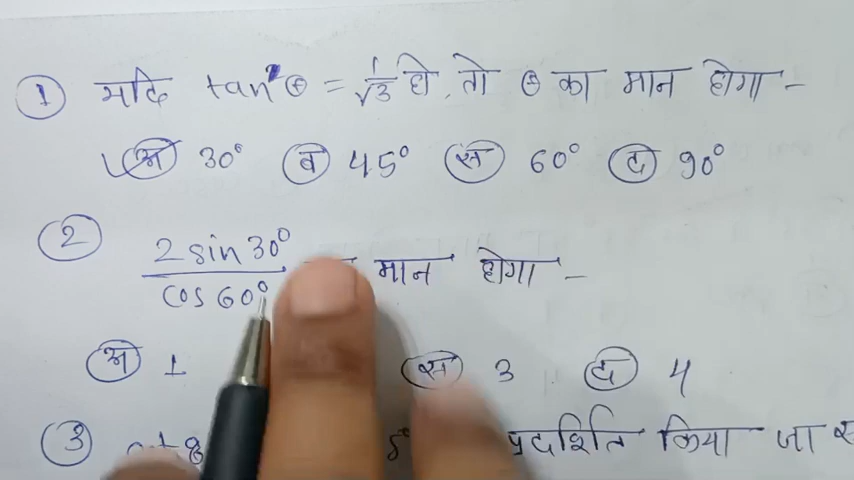 ① यदि tan θ = 1/√3 हो, तो θ का मान होगा -
अ 30° ब 45° स 60° द 90°
② 2 sin 30° / cos 60° मान होगा -
अ 1 स 3 द 4
③ प्रदर्शित किया जा